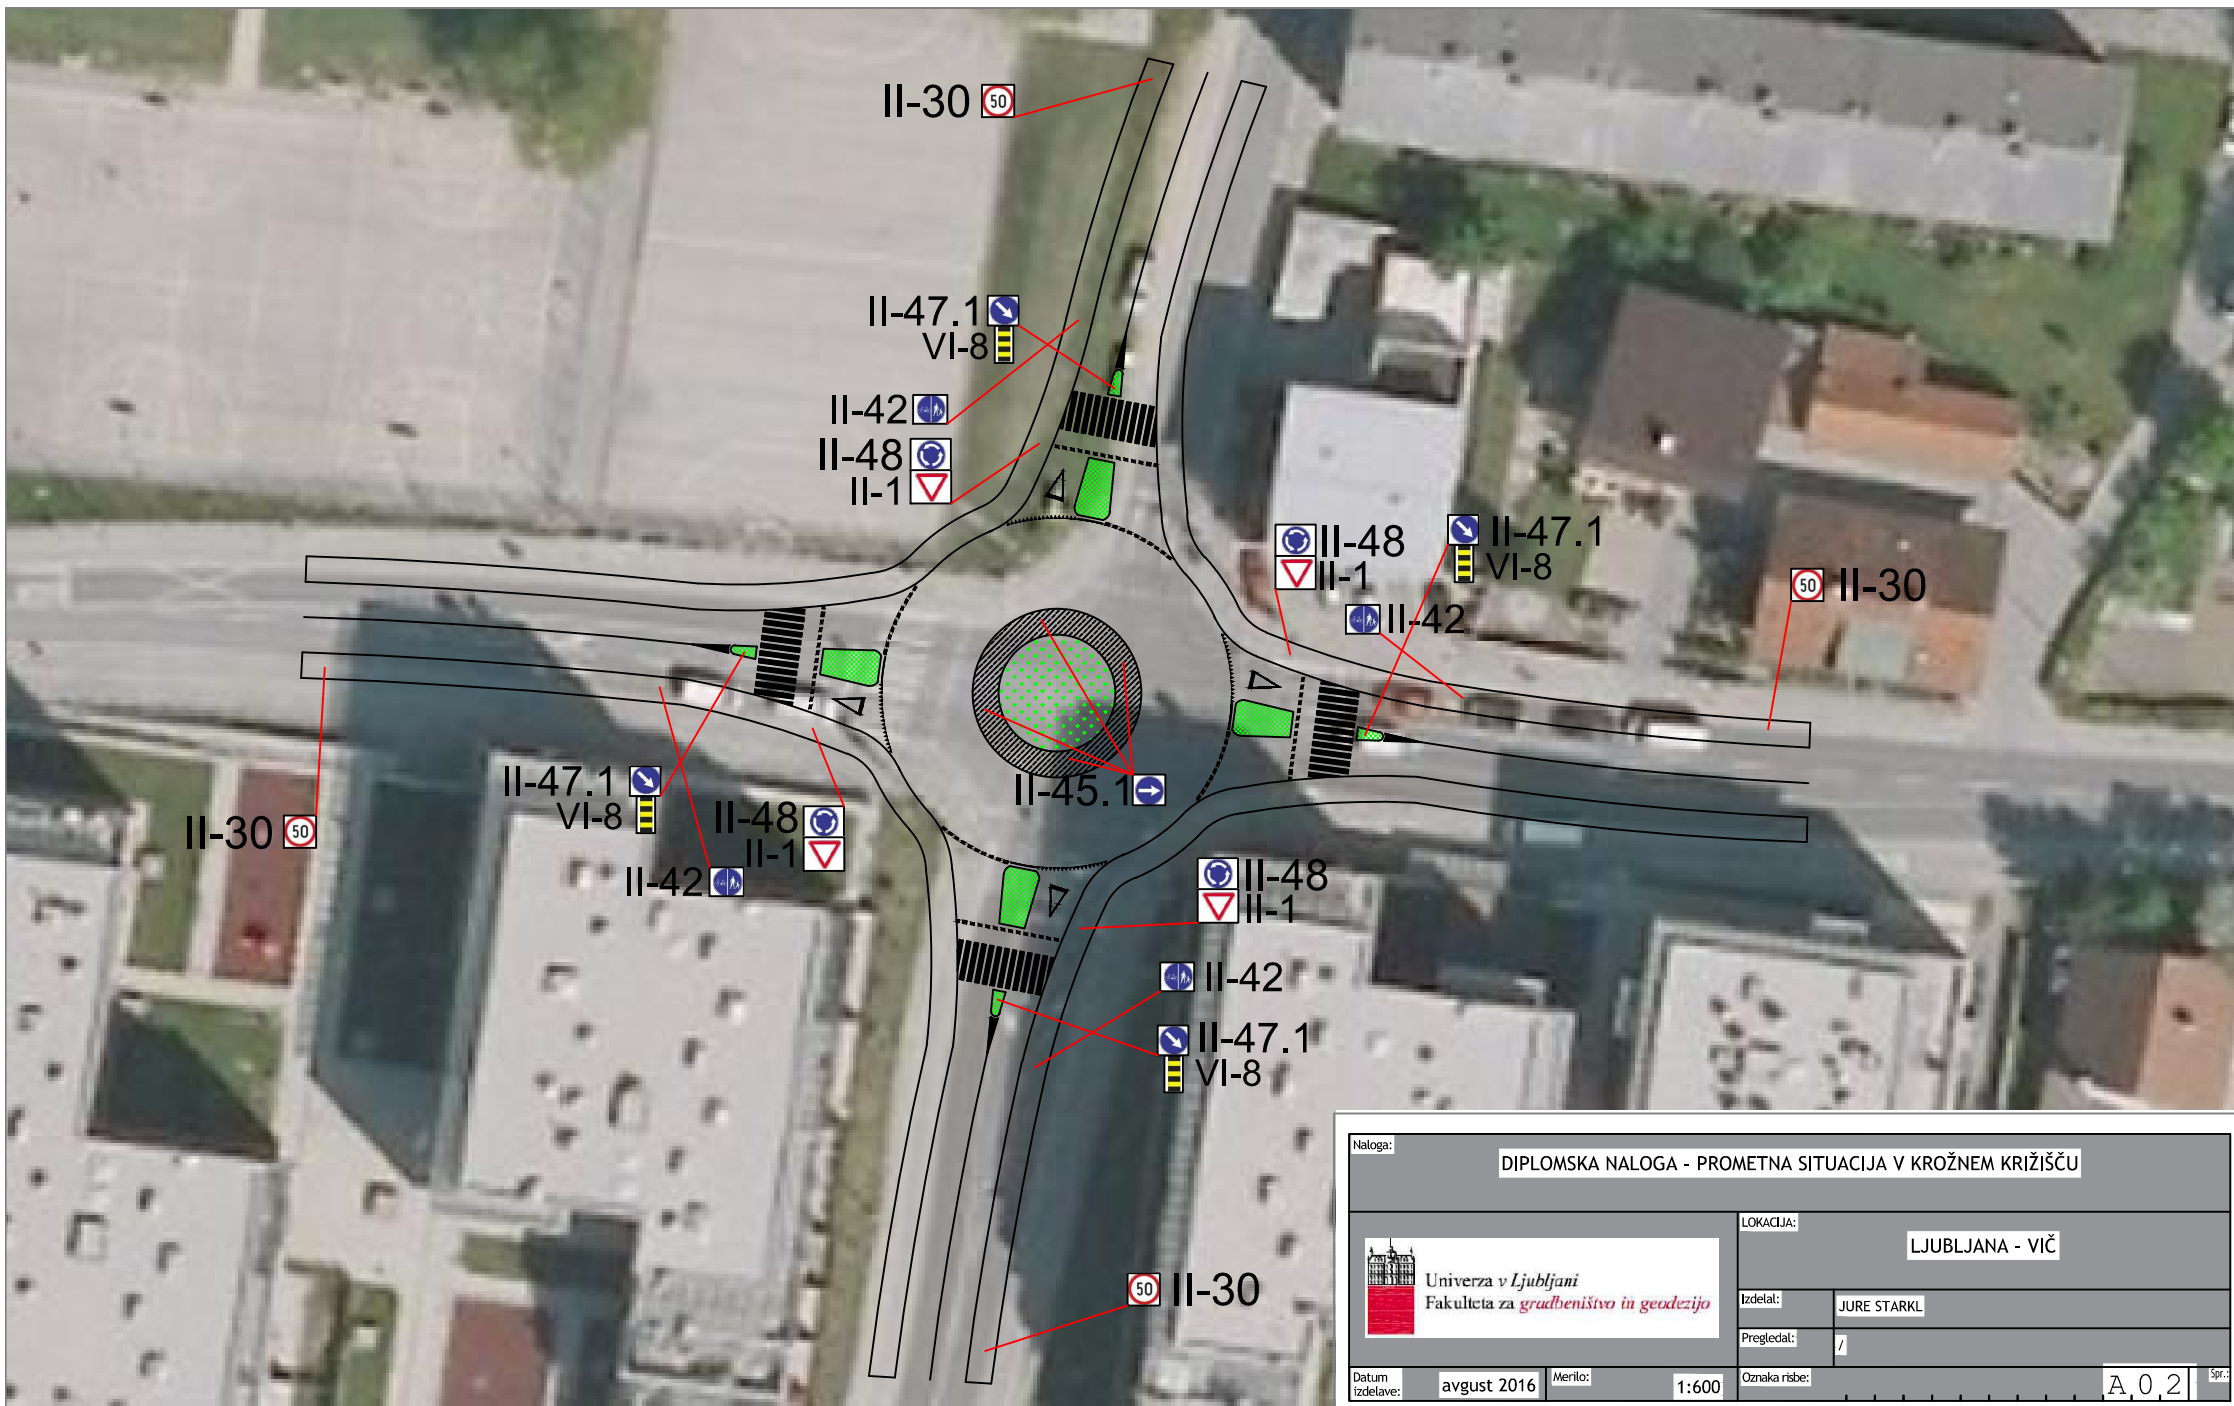 II-30 50
II-47.1
VI-8
II-42
II-48
II-1
II-48
II-1
II-47.1
VI-8
II-42
50 II-30
II-47.1
VI-8
II-30 50
II-48
II-1
II-42
II-45.1
II-48
II-1
II-42
II-47.1
VI-8
50 II-30
Naloga:
DIPLOMSKA NALOGA - PROMETNA SITUACIJA V KROŽNEM KRIŽIŠČU
Univerza v Ljubljani
Fakulteta za gradbeništvo in geodezijo
LOKACIJA:
LJUBLJANA - VIČ
Izdelal:
JURE STARKL
Pregledal:
/
Datum
izdelave:
avgust 2016
Merilo:
1:600
Oznaka risbe:
A 0 2
Spr.: